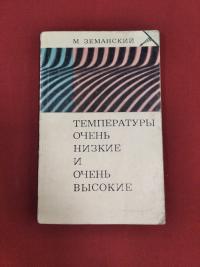 М ЗЕМАНСКИЙ
ТЕМПЕРАТУРЫ
ОЧЕНЬ
НИЗКИЕ
И
ОЧЕНЬ
ВЫСОКИЕ